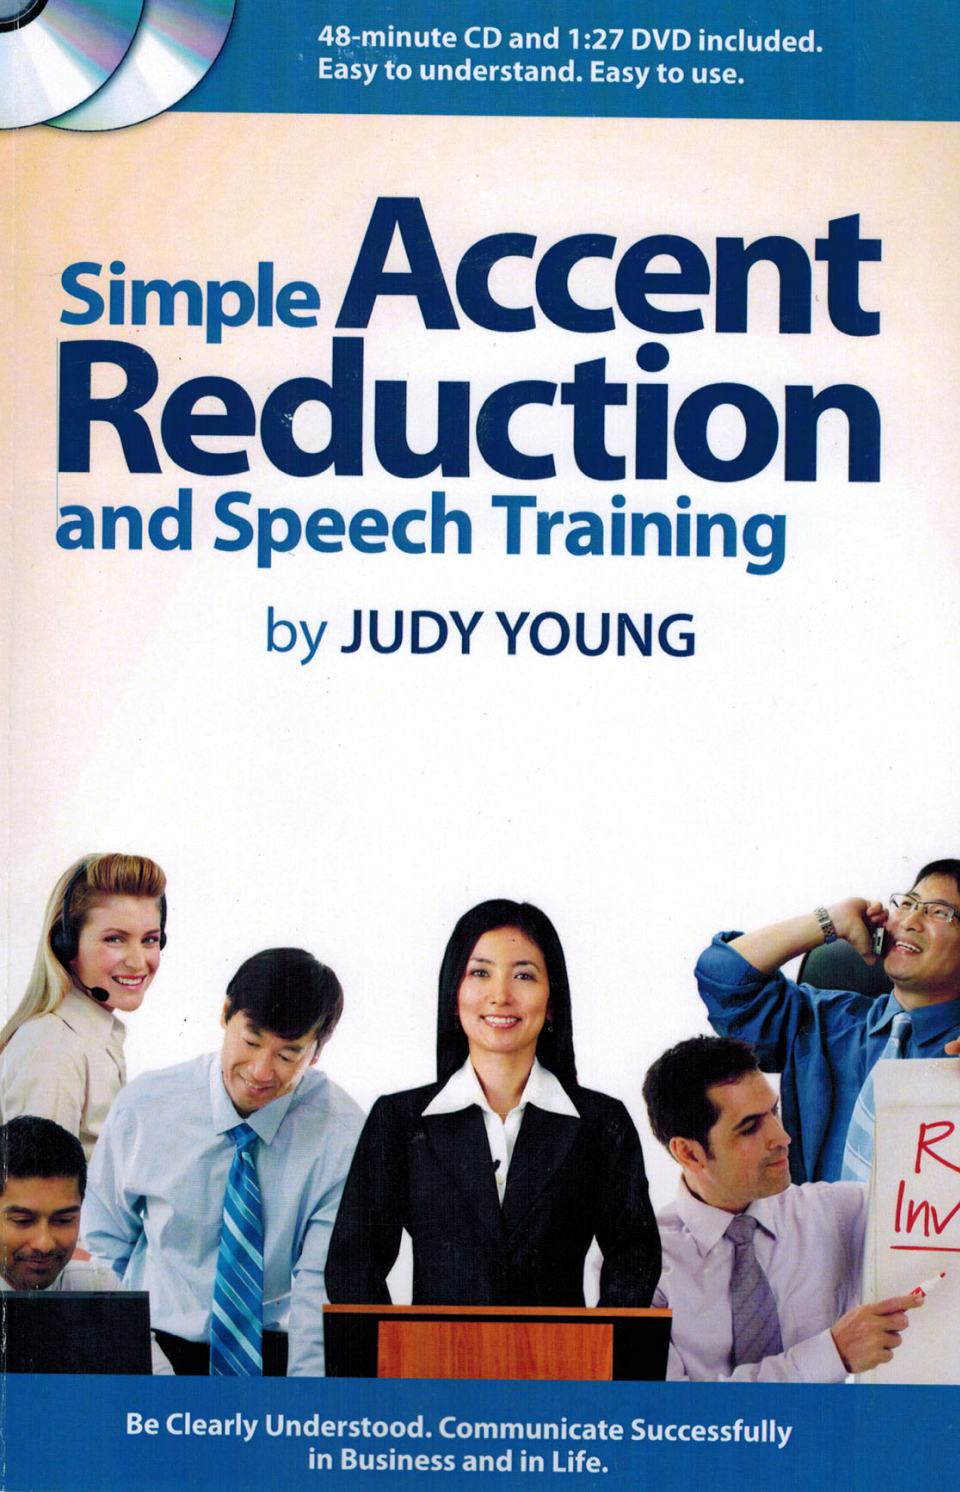 48-minute CD and 1:27 DVD included.
Easy to understand. Easy to use.
Simple Accent
Reduction
and Speech Training
by JUDY YOUNG
R
Inv
Be Clearly Understood. Communicate Successfully
in Business and in Life.